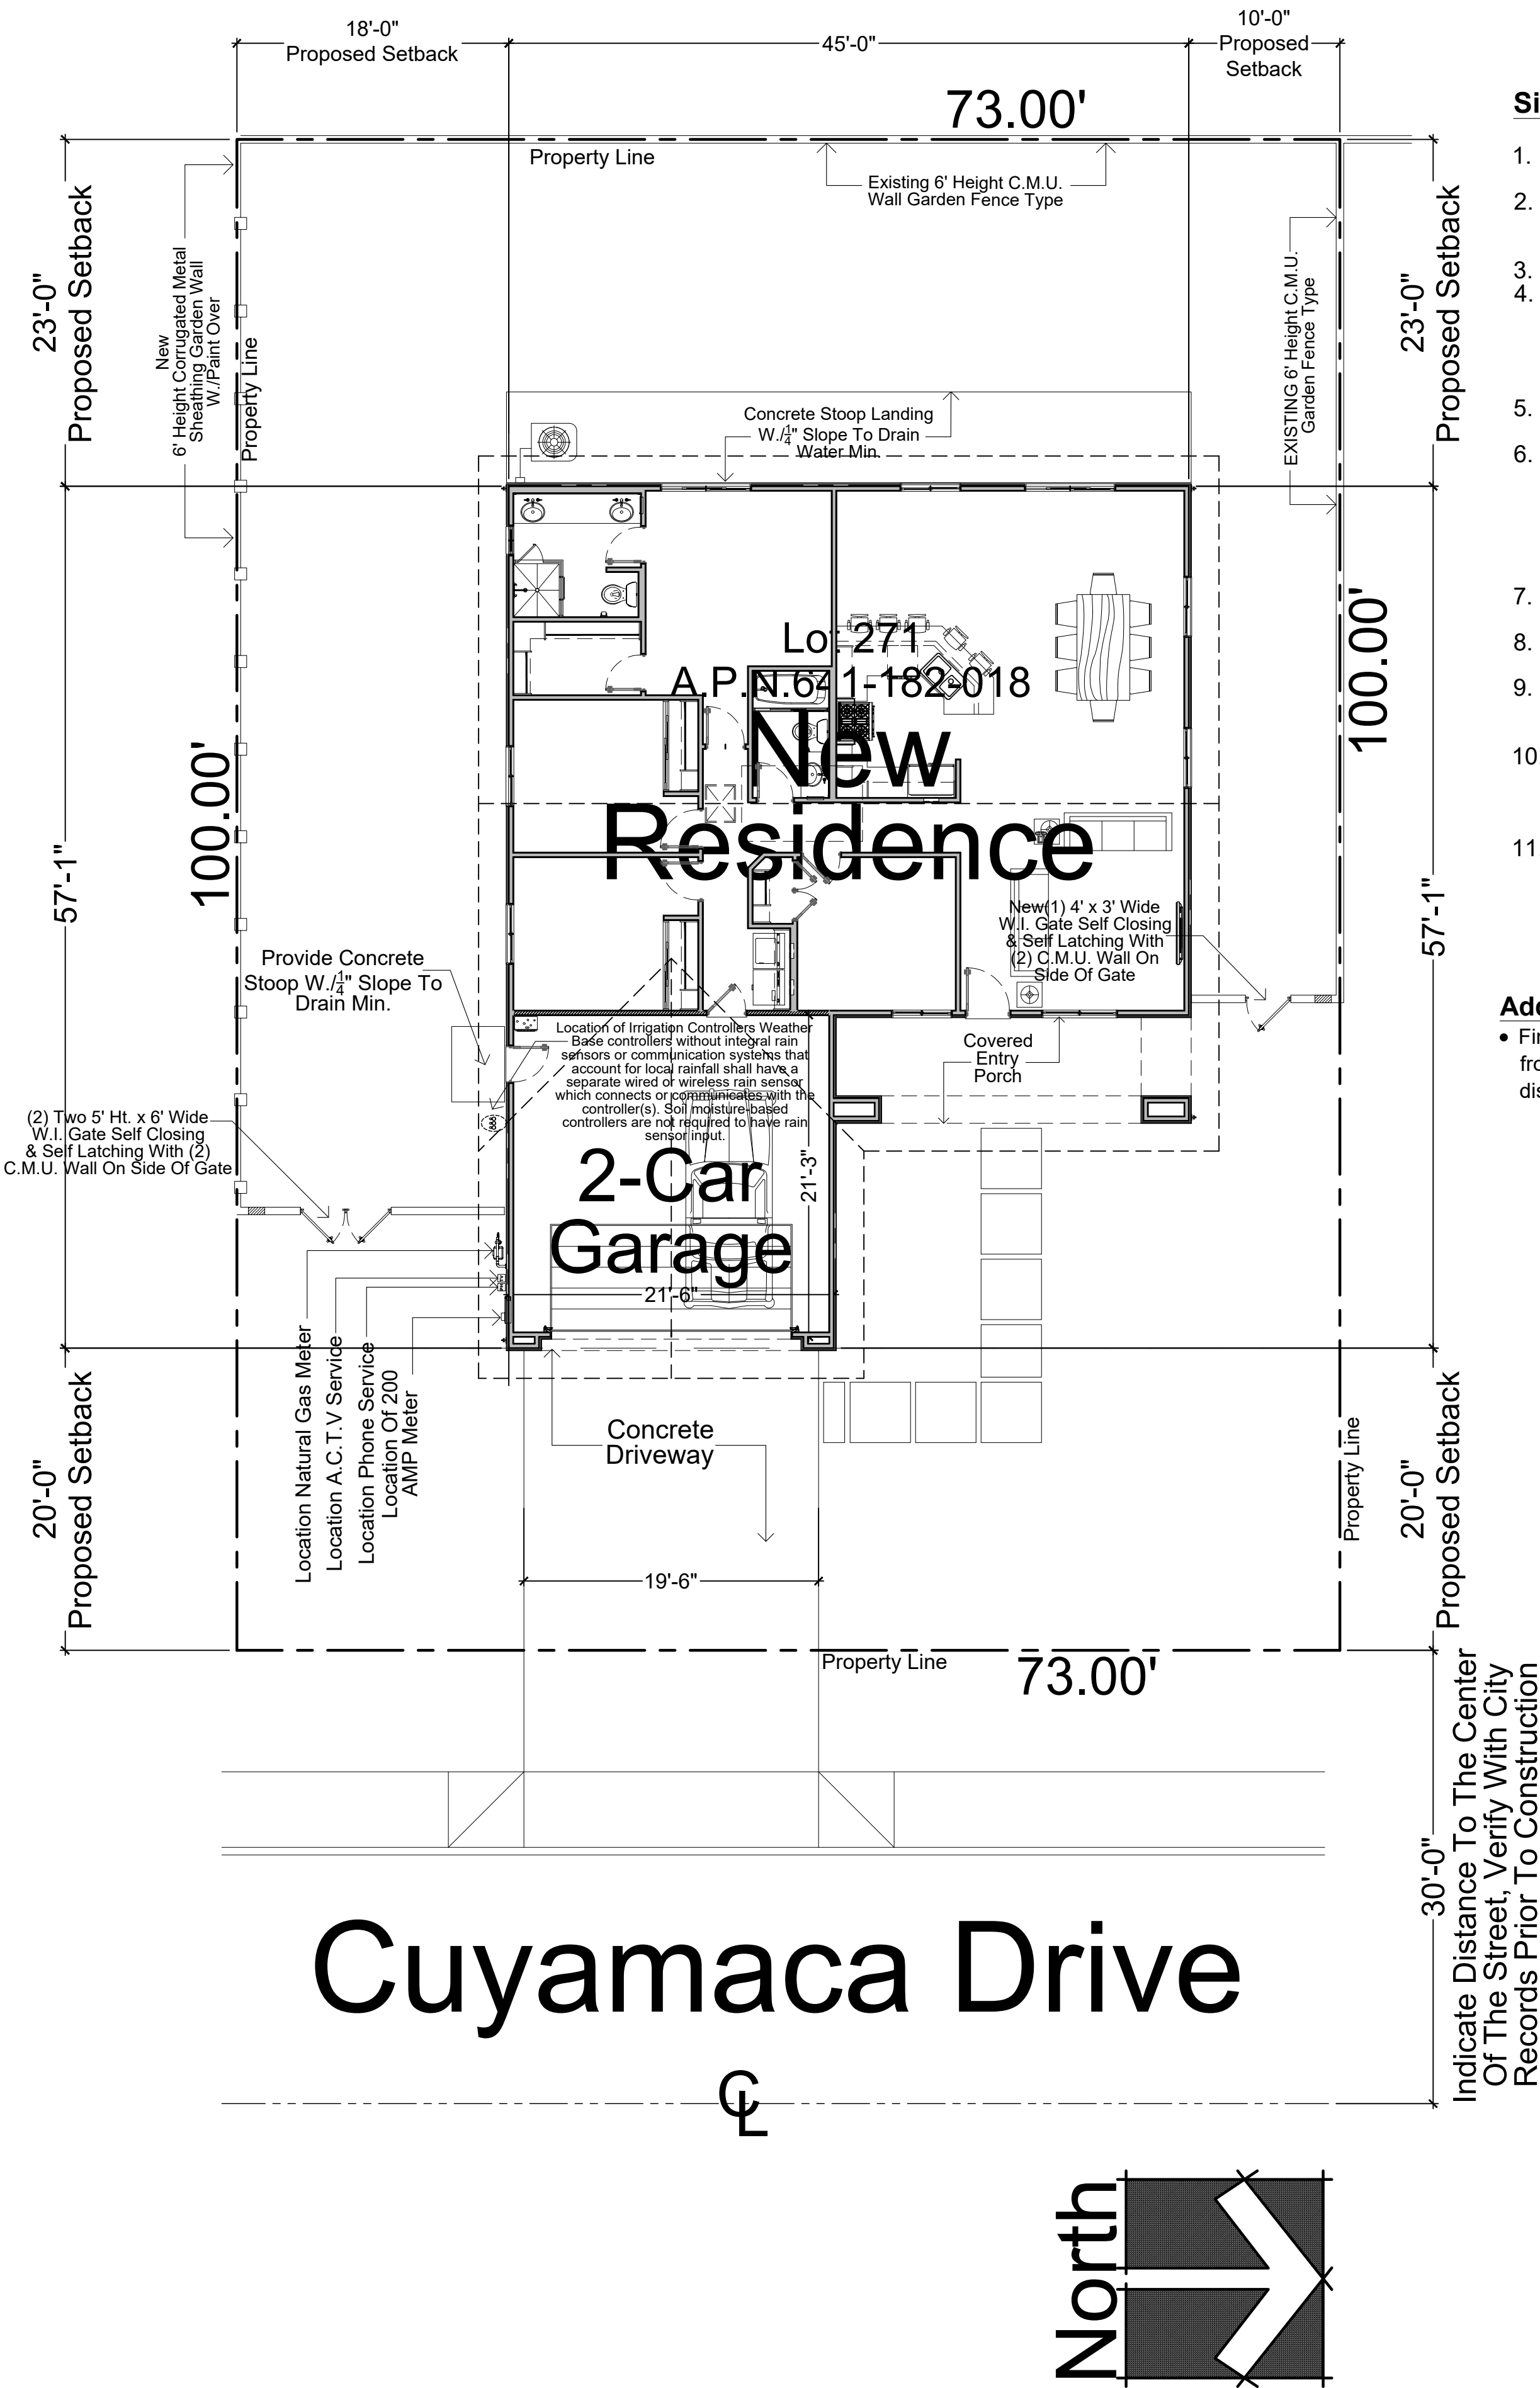 18'-0"
Proposed Setback
45'-0"
10'-0"
Proposed
Setback
73.00'
Property Line
Existing 6' Height C.M.U.
Wall Garden Fence Type
23'-0"
Proposed Setback
New
6' Height Corrugated Metal
Sheathing Garden Wall
W./Paint Over
Property Line
EXISTING 6' Height C.M.U.
Garden Fence Type
23'-0"
Proposed Setback
1.
2.
3.
4.
5.
6.
7.
8.
9.
10
11
Concrete Stoop Landing
W./1/4" Slope To Drain
Water Min.
Lot 271
A.P.N.641-182-018
New
Residence
100.00'
100.00'
57'-1"
57'-1"
New(1) 4' x 3' Wide
W.I. Gate Self Closing
& Self Latching With
(2) C.M.U. Wall On
Side Of Gate
Provide Concrete
Stoop W./1/4" Slope To
Drain Min.
Location of Irrigation Controllers Weather
Base controllers without integral rain
sensors or communication systems that
account for local rainfall shall have a
separate wired or wireless rain sensor
which connects or communicates with the
controller(s). Soil moisture-based
controllers are not required to have rain
sensor input.
Covered
Entry
Porch
(2) Two 5' Ht. x 6' Wide
W.I. Gate Self Closing
& Self Latching With (2)
C.M.U. Wall On Side Of Gate
2-Car
Garage
21'-3"
21'-6"
Location Natural Gas Meter
Location A.C.T.V Service
Location Phone Service
Location Of 200
AMP Meter
Concrete
Driveway
20'-0"
Proposed Setback
Property Line
20'-0"
Proposed Setback
19'-6"
Property Line
73.00'
30'-0"
Indicate Distance To The Center
Of The Street, Verify With City
Records Prior To Construction
Cuyamaca Drive
CL
North